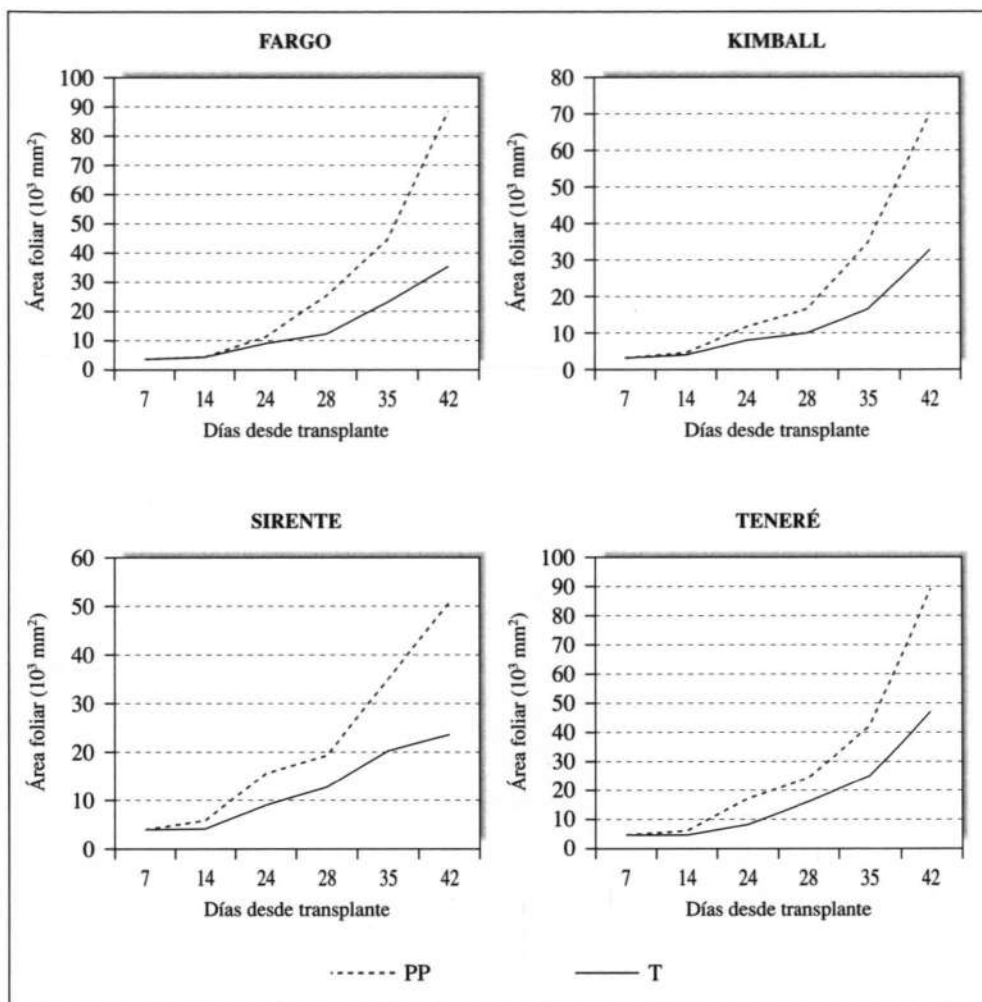 FARGO
Área foliar (10³ mm²)
100
90
80
70
60
50
40
30
20
10
0
7 14 24 28 35 42
Días desde transplante
KIMBALL
Área foliar (10³ mm²)
80
70
60
50
40
30
20
10
0
7 14 24 28 35 42
Días desde transplante
SIRENTE
Área foliar (10³ mm²)
60
50
40
30
20
10
0
7 14 24 28 35 42
Días desde transplante
TENERÉ
Área foliar (10³ mm²)
100
90
80
70
60
50
40
30
20
10
0
7 14 24 28 35 42
Días desde transplante
PP T